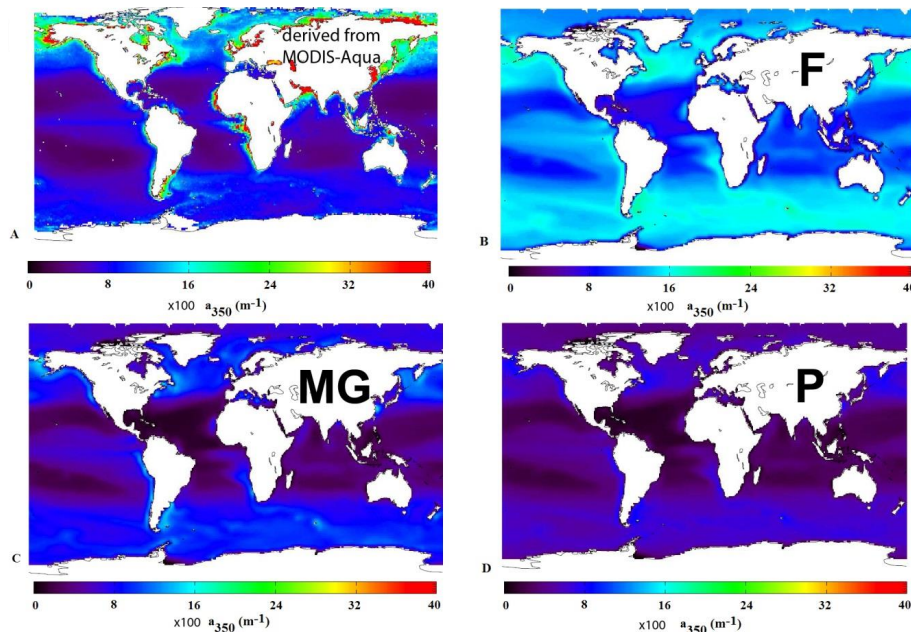 derived from
MODIS-Aqua
A
0 8 16 24 32 40
x100 a350 (m-1)
F
B
0 8 16 24 32 40
x100 a350 (m-1)
MG
C
0 8 16 24 32 40
x100 a350 (m-1)
P
D
0 8 16 24 32 40
x100 a350 (m-1)